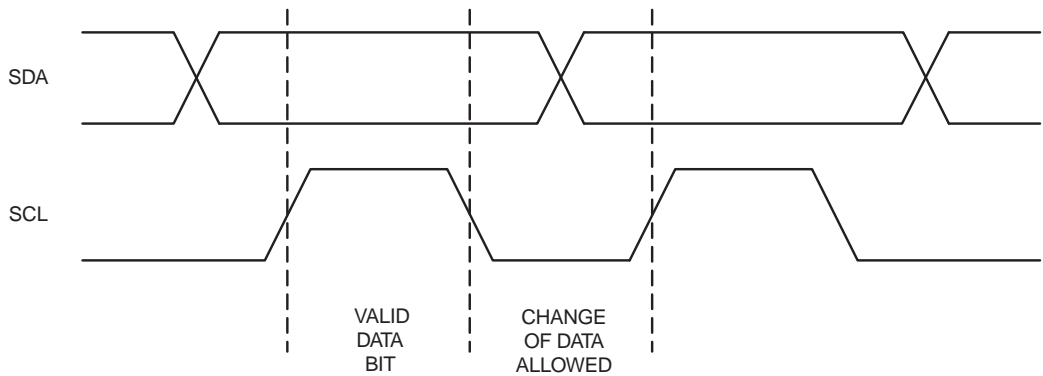 SDA
SCL
VALID
DATA
BIT
CHANGE
OF DATA
ALLOWED